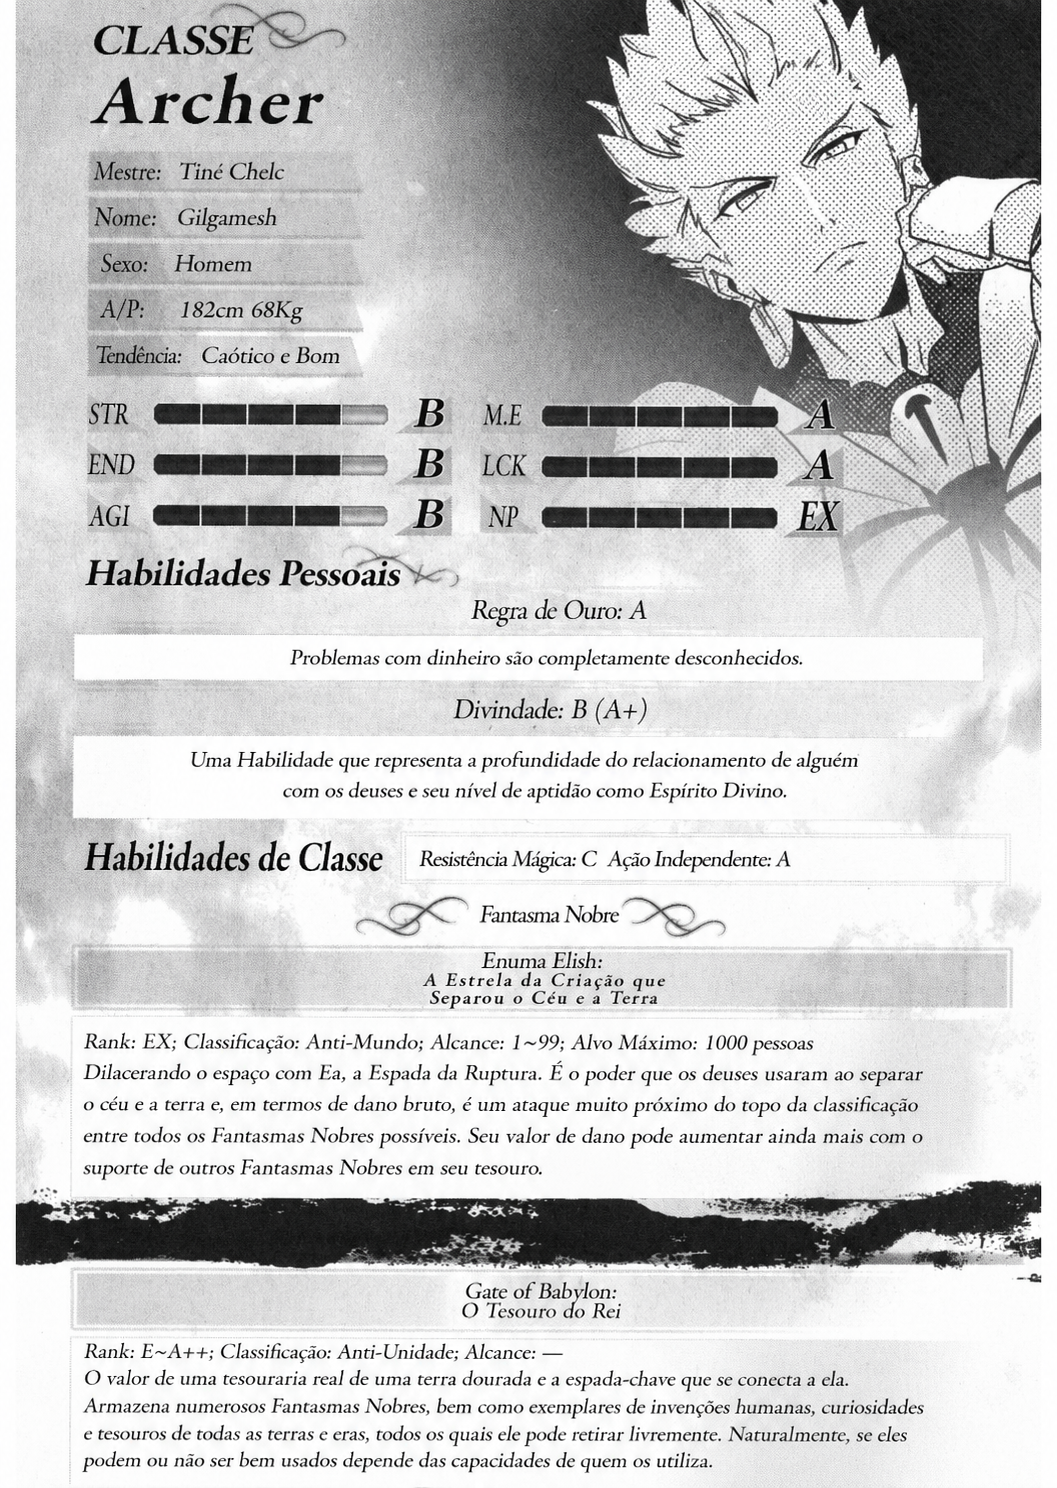 CLASSE
Archer
Mestre: Tiné Chelc
Nome: Gilgamesh
Sexo: Homem
A/P: 182cm 68Kg
Tendência: Caótico e Bom
STR B M.E A
END B LCK A
AGI B NP EX
Habilidades Pessoais
Regra de Ouro: A
Problemas com dinheiro são completamente desconhecidos.
Divindade: B (A+)
Uma Habilidade que representa a profundidade do relacionamento de alguém
com os deuses e seu nível de aptidão como Espírito Divino.
Habilidades de Classe Resistência Mágica: C Ação Independente: A
Fantasma Nobre
Enuma Elish:
A Estrela da Criação que
Separou o Céu e a Terra
Rank: EX; Classificação: Anti-Mundo; Alcance: 1~99; Alvo Máximo: 1000 pessoas
Dilacerando o espaço com Ea, a Espada da Ruptura. É o poder que os deuses usaram ao separar
o céu e a terra e, em termos de dano bruto, é um ataque muito próximo do topo da classificação
entre todos os Fantasmas Nobres possíveis. Seu valor de dano pode aumentar ainda mais com o
suporte de outros Fantasmas Nobres em seu tesouro.
Gate of Babylon:
O Tesouro do Rei
Rank: E~A++; Classificação: Anti-Unidade; Alcance: —
O valor de uma tesouraria real de uma terra dourada e a espada-chave que se conecta a ela.
Armazena numerosos Fantasmas Nobres, bem como exemplares de invenções humanas, curiosidades
e tesouros de todas as terras e eras, todos os quais ele pode retirar livremente. Naturalmente, se eles
podem ou não ser bem usados depende das capacidades de quem os utiliza.